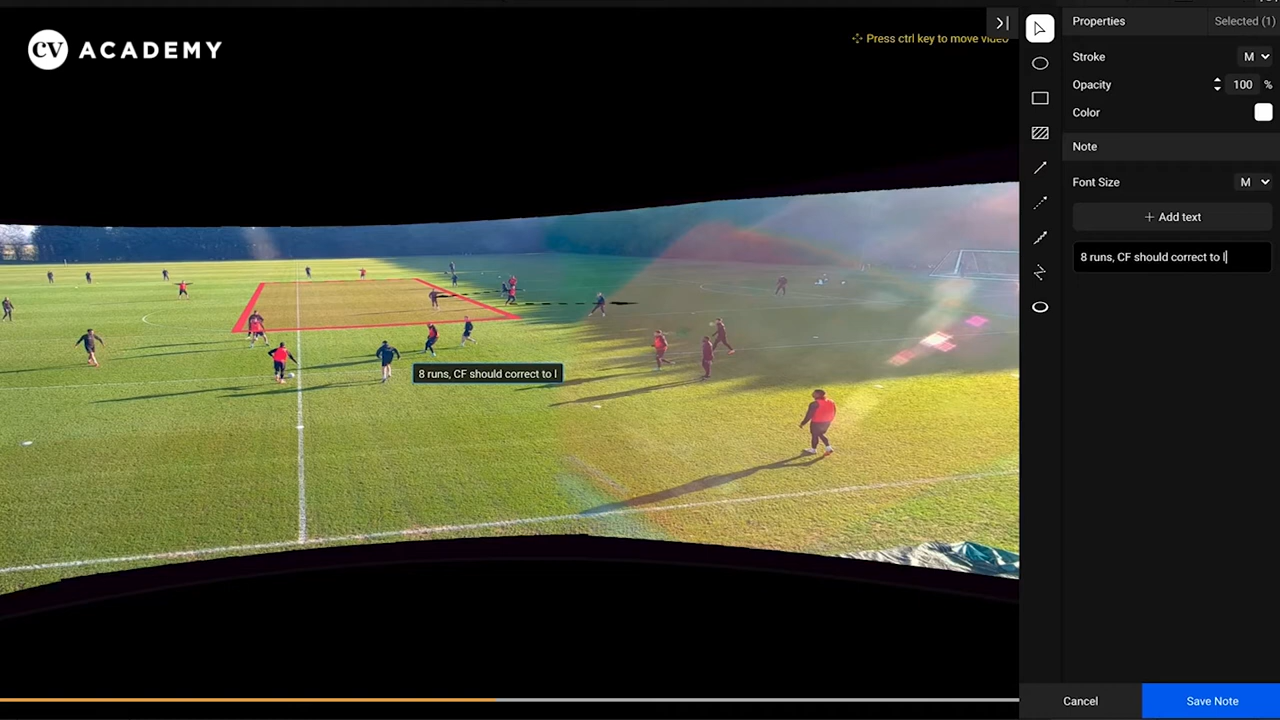 CV ACADEMY
Press ctrl key to move video
8 runs, CF should correct to l
Properties
Selected (1)
Stroke
M
Opacity
100 %
Color
Note
Font Size
M
+ Add text
8 runs, CF should correct to l
Cancel
Save Note